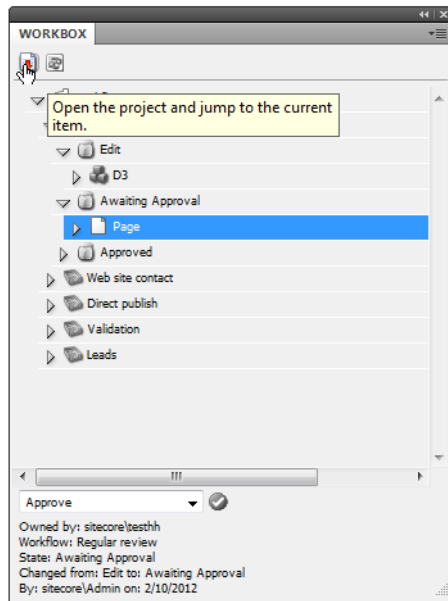 WORKBOX
Open the project and jump to the current
item.
Edit
D3
Awaiting Approval
Page
Approved
Web site contact
Direct publish
Validation
Leads
Approve
Owned by: sitecore\testhh
Workflow: Regular review
State: Awaiting Approval
Changed from: Edit to: Awaiting Approval
By: sitecore\Admin on: 2/10/2012